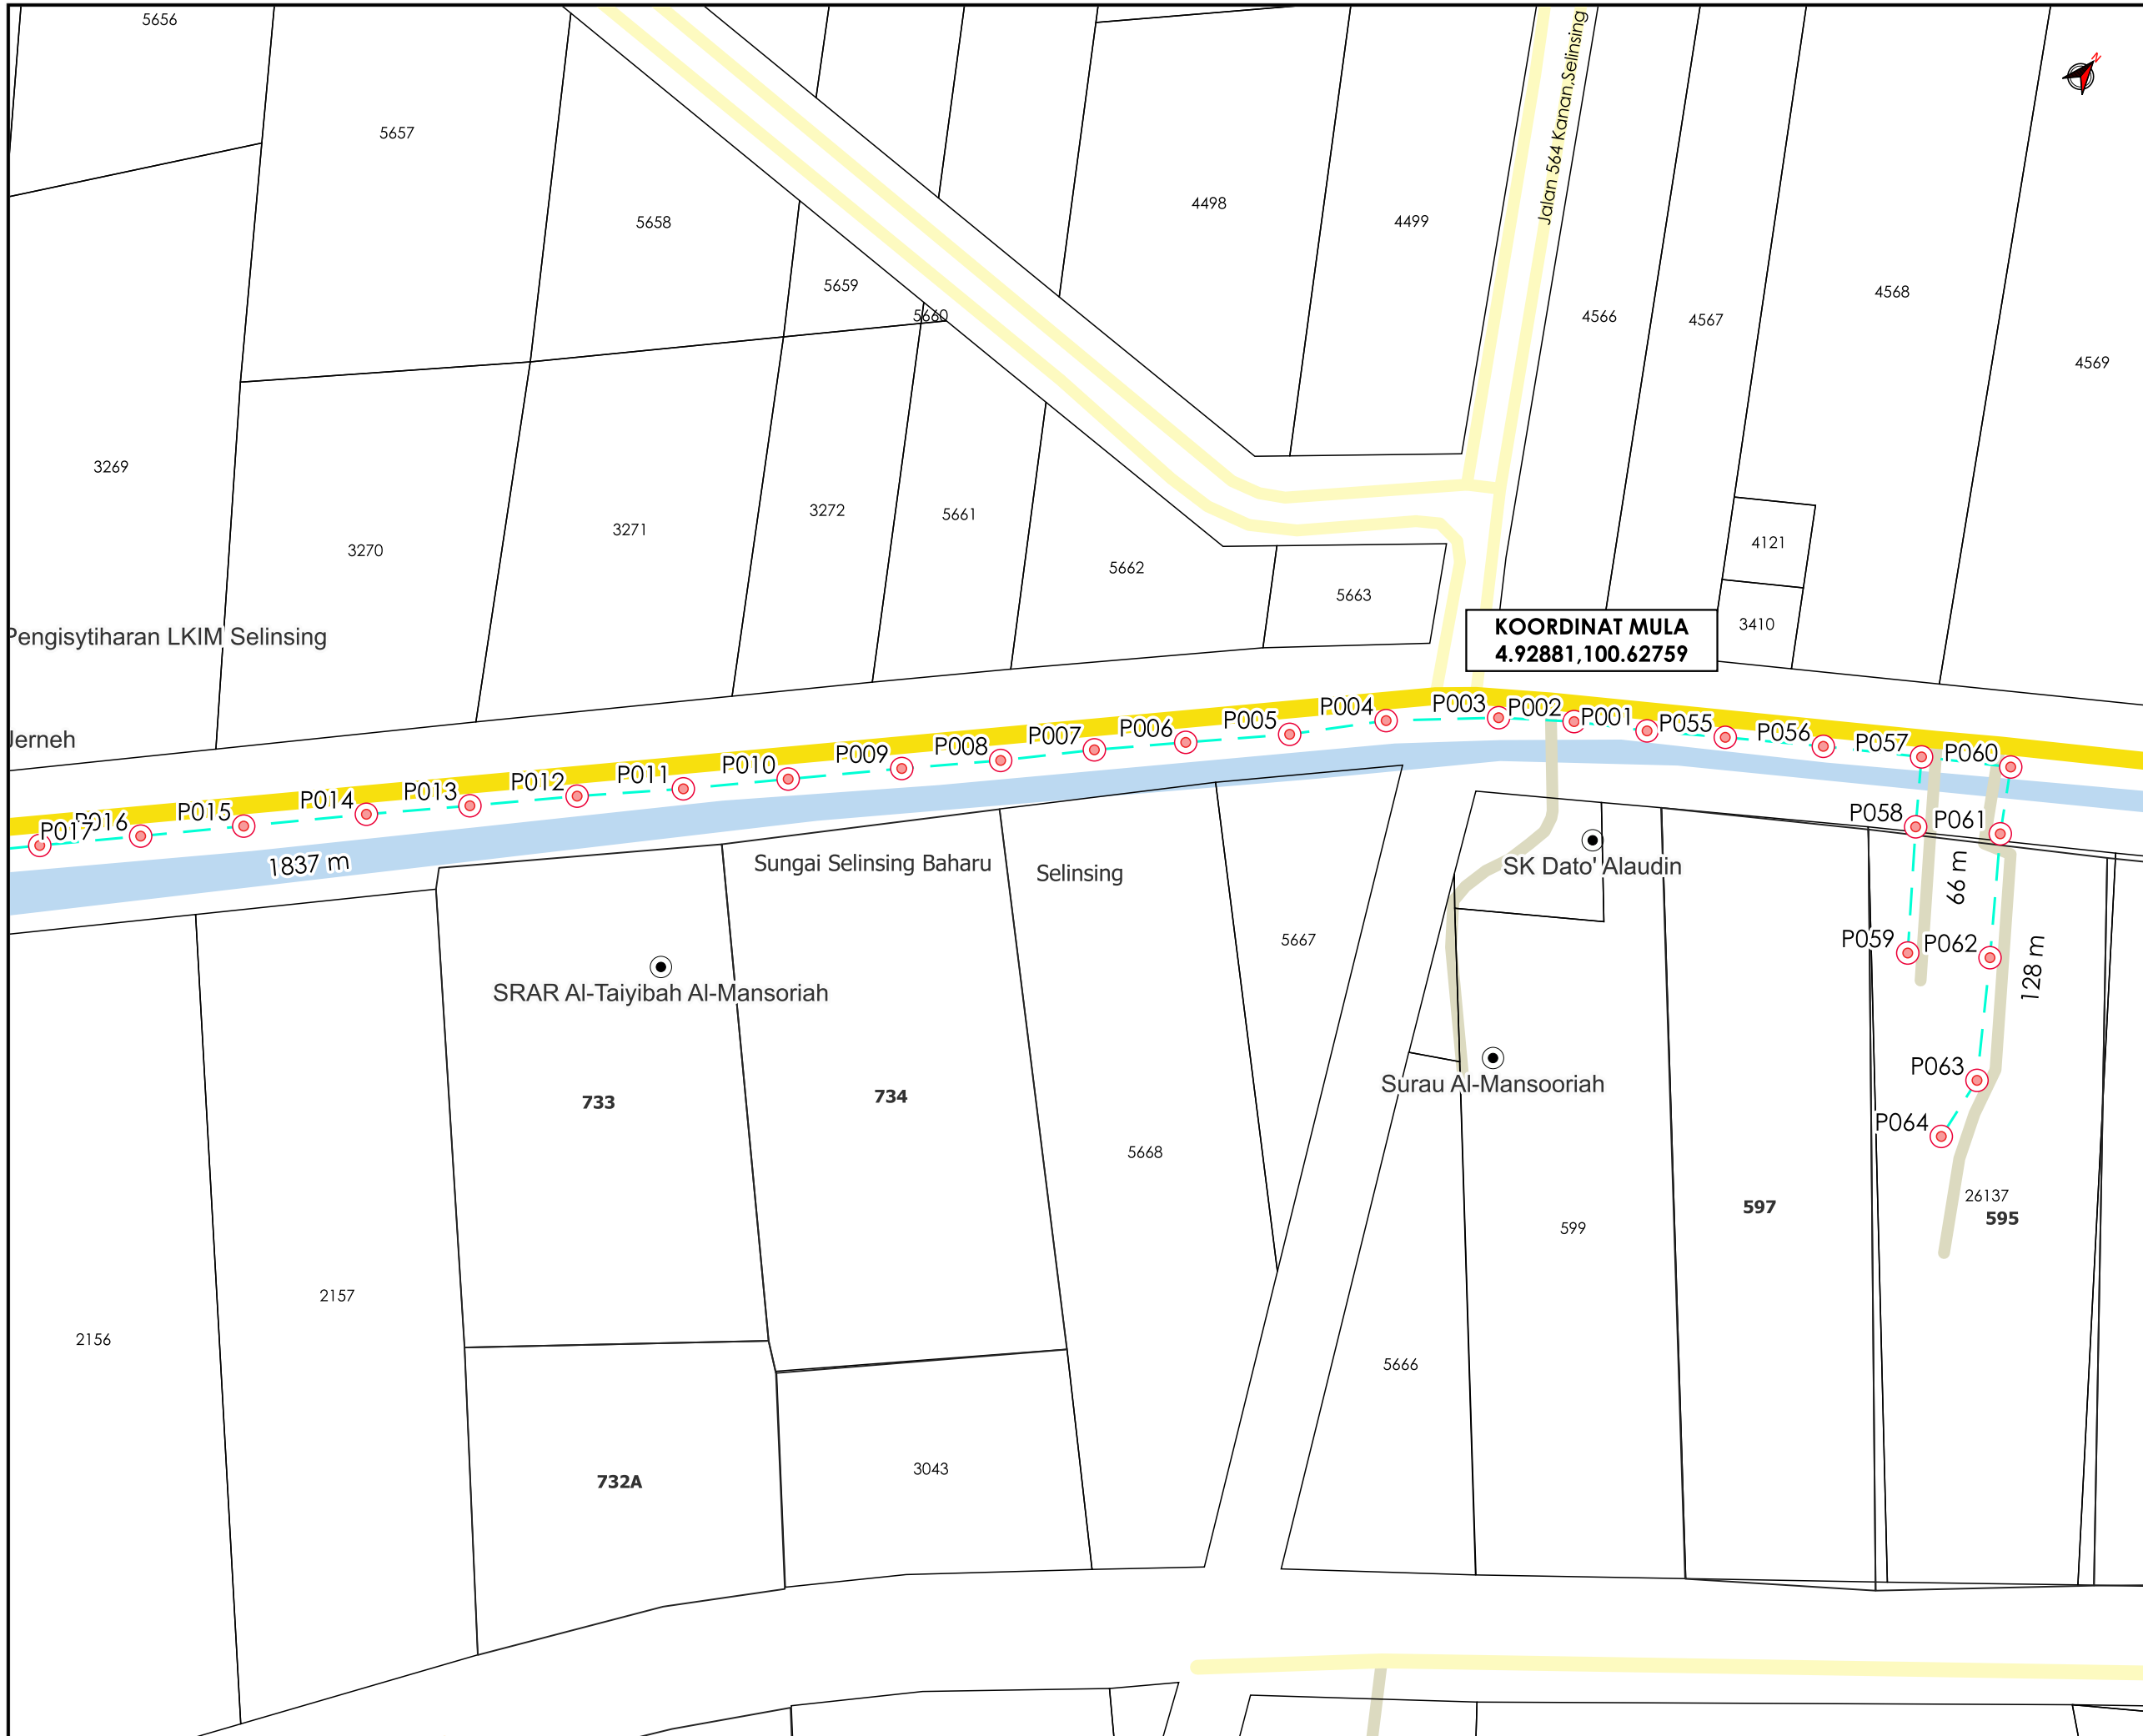 5656
N
Jalan 564 Kanan,Selinsing
5657
4498
5658
4499
5659
4568
5660
4566
4567
4569
3269
3272
5661
3271
4121
3270
5662
5663
3410
KOORDINAT MULA
4.92881,100.62759
Pengisytiharan LKIM Selinsing
Jerneh
P017
P016
P015
P014
P013
P012
P011
P010
P009
P008
P007
P006
P005
P004
P003
P002
P001
P055
P056
P057
P060
P058
P061
1837 m
Sungai Selinsing Baharu
Selinsing
SK Dato' Alaudin
66 m
5667
P059
P062
128 m
SRAR Al-Taiyibah Al-Mansoriah
P063
Surau Al-Mansooriah
733
734
P064
5668
26137
597
595
599
2157
2156
5666
3043
732A